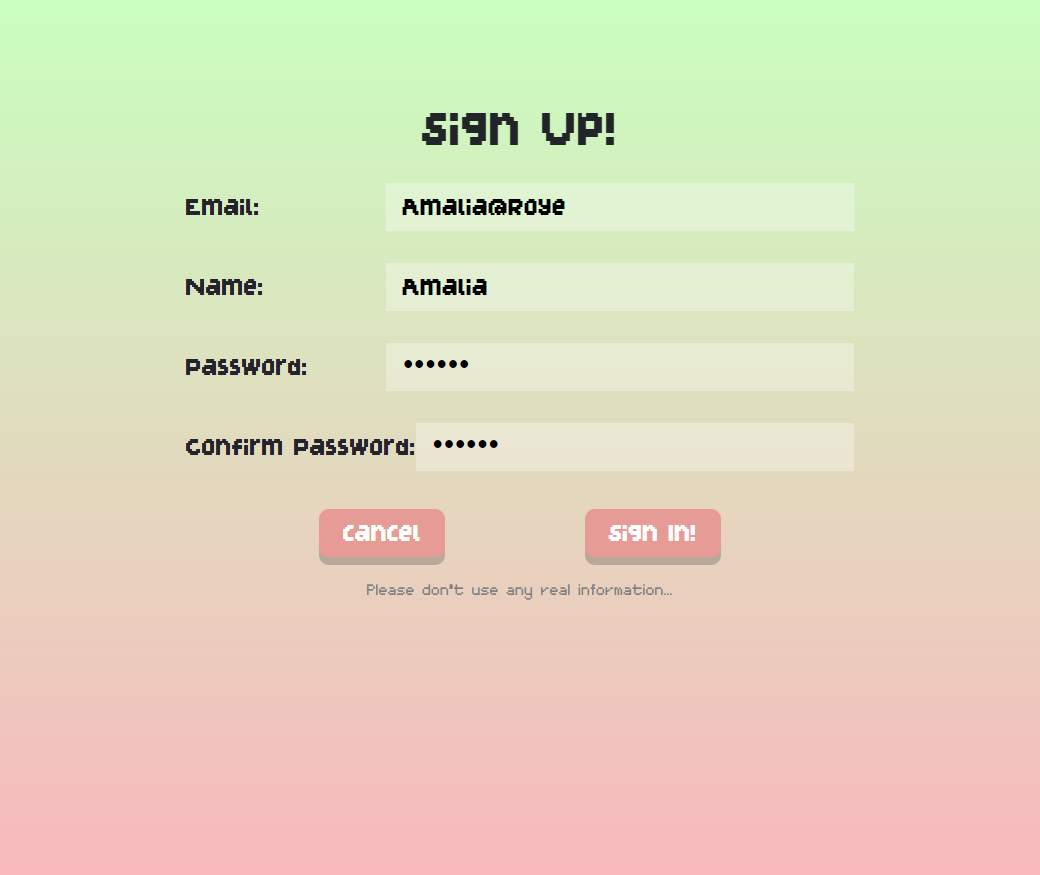 Sign Up!
Email: Amalia@Roye
Name: Amalia
Password: ••••••
Confirm Password: ••••••
Cancel Sign In!
Please don't use any real information...